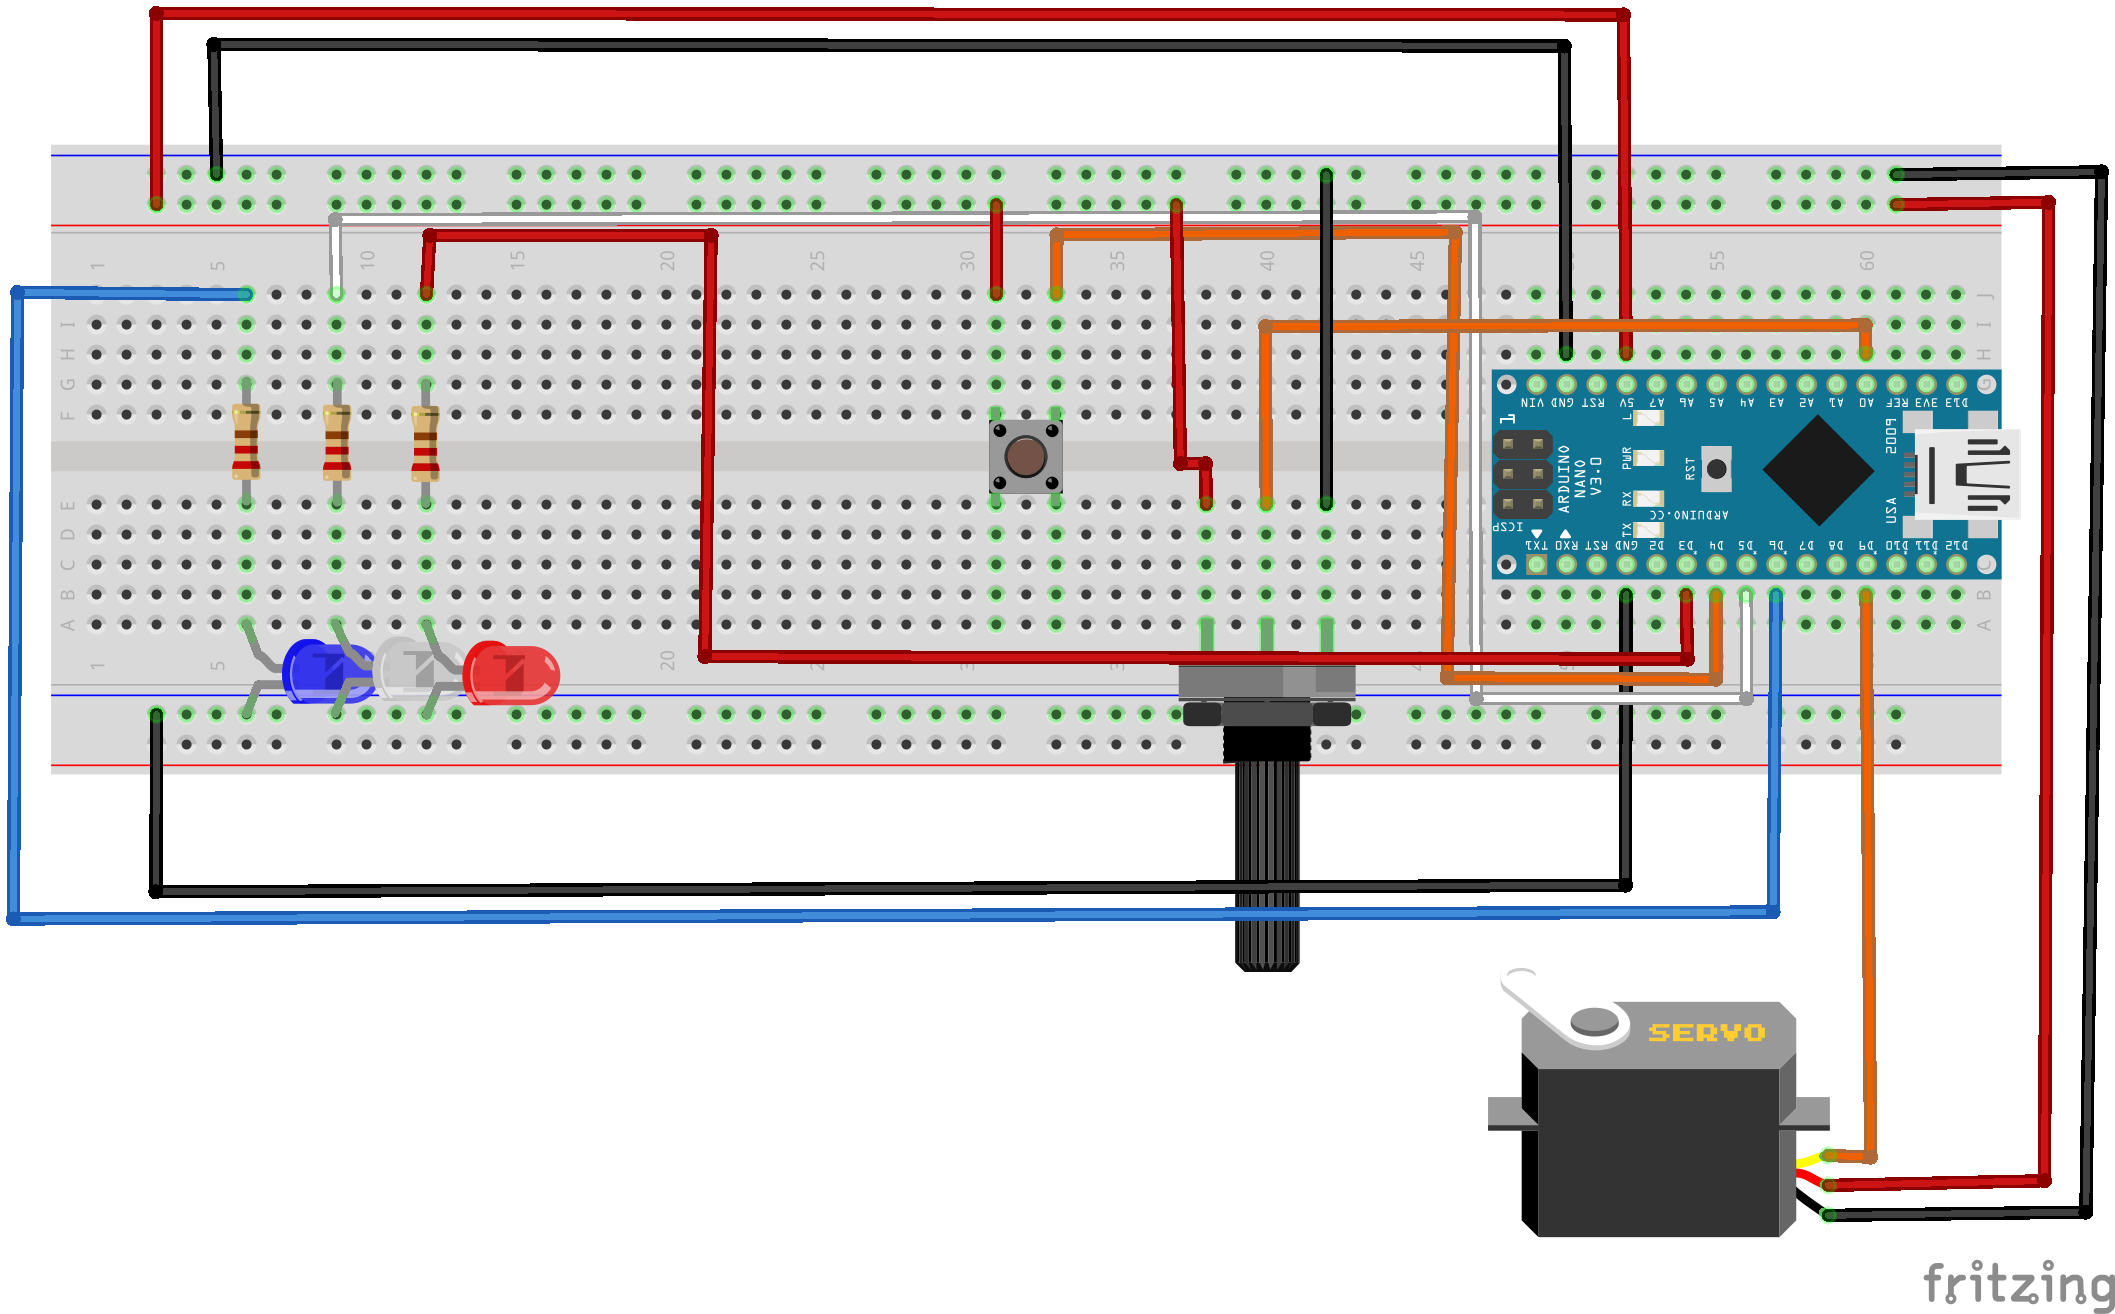 1 5 10 15 20 25 30 35 40 45 55 60
J
I I
H H
G G
F
VIN GND RST 5V A7 A6 A5 A4 A3 A2 A1 A0 REF 3V3 D13
1
L
PWR
RST
ARDUINO
NANO
V3.0
RX
TX
ARDUINO.CC
USA
ICSP
TX1 RX0 RST GND D2 D3 D4 D5 D6 D7 D8 D9 D10 D11 D12
E
D
C C
B B
A A
1 5 20
SERVO
fritzing